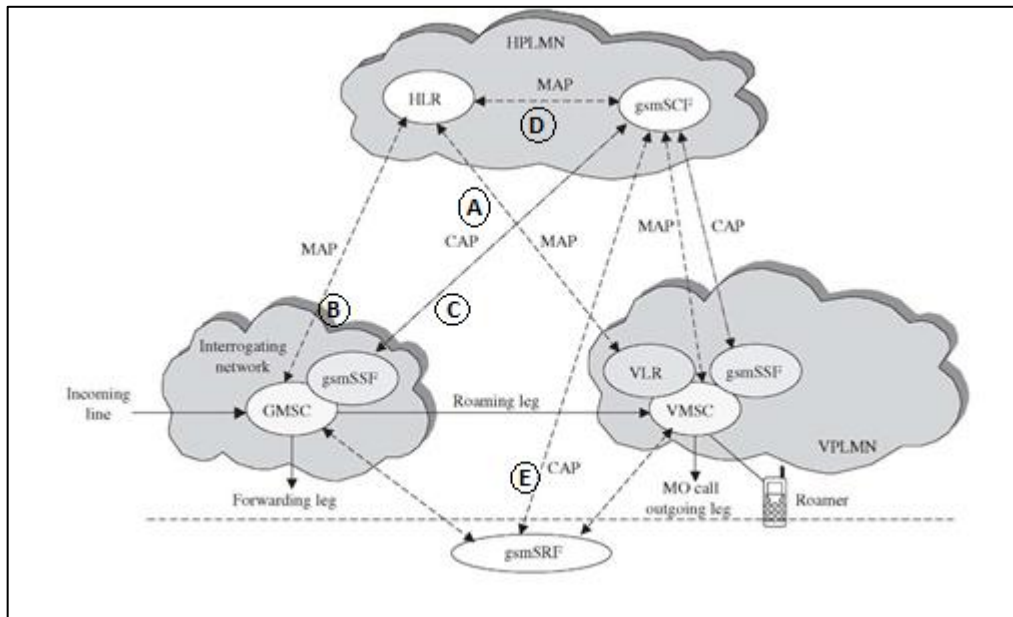 HPLMN
HLR
MAP
gsmSCF
D
A
MAP
CAP
MAP
MAP
CAP
B
C
Interrogating
network
gsmSSF
VLR
gsmSSF
Incoming
line
GMSC
Roaming leg
VMSC
VPLMN
E
CAP
Forwarding leg
MO call
outgoing leg
Roamer
gsmSRF